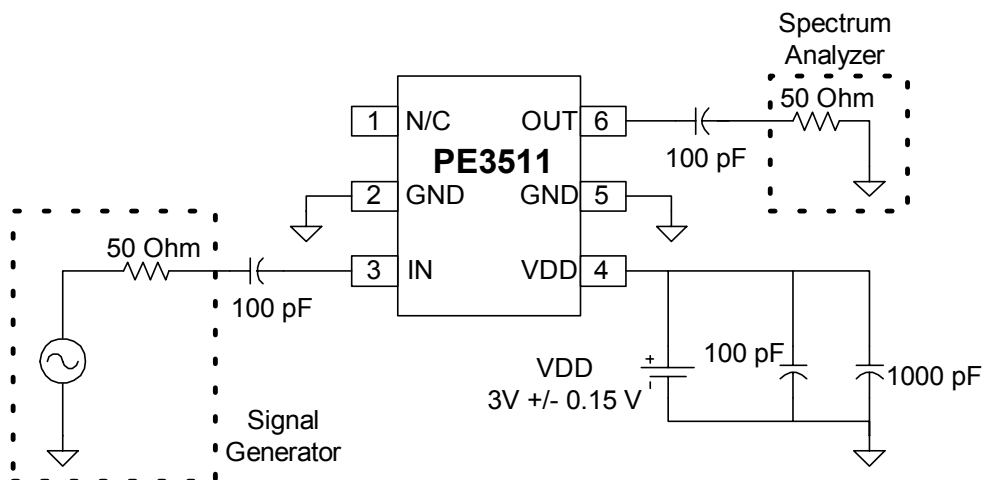 Spectrum
Analyzer
50 Ohm
1 N/C OUT 6
PE3511
100 pF
2 GND GND 5
50 Ohm
3 IN VDD 4
100 pF
VDD
3V +/- 0.15 V
+
-
100 pF
1000 pF
Signal
Generator